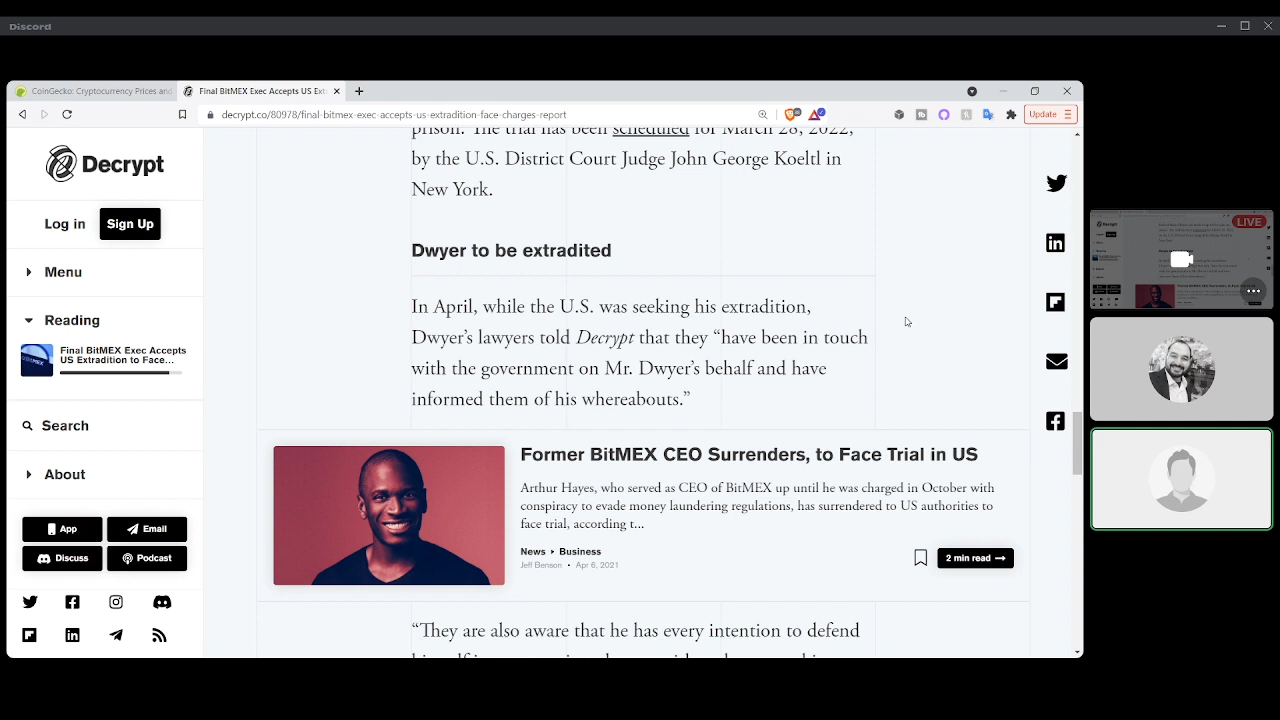 Discord
CoinGecko: Cryptocurrency Prices and
Final BitMEX Exec Accepts US Ext
decrypt.co/80978/final-bitmex-exec-accepts-us-extradition-face-charges-report
Update
Decrypt
Log in
Sign Up
Menu
Reading
Final BitMEX Exec Accepts
US Extradition to Face...
Search
About
App
Email
Discuss
Podcast
prison. The trial has been scheduled for March 28, 2022,
by the U.S. District Court Judge John George Koeltl in
New York.
Dwyer to be extradited
In April, while the U.S. was seeking his extradition,
Dwyer’s lawyers told Decrypt that they “have been in touch
with the government on Mr. Dwyer’s behalf and have
informed them of his whereabouts.”
Former BitMEX CEO Surrenders, to Face Trial in US
Arthur Hayes, who served as CEO of BitMEX up until he was charged in October with
conspiracy to evade money laundering regulations, has surrendered to US authorities to
face trial, according t...
News ▸ Business
Jeff Benson • Apr 6, 2021
2 min read →
“They are also aware that he has every intention to defend
LIVE